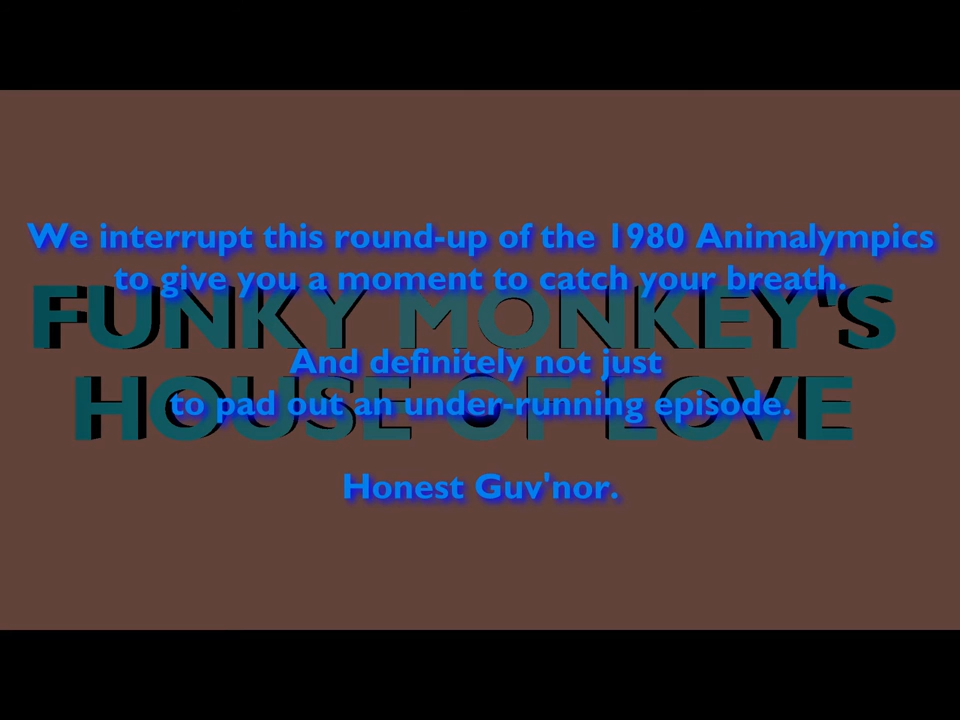 We interrupt this round-up of the 1980 Animalympics
to give you a moment to catch your breath.
FUNKY MONKEY'S
And definitely not just
HOUSE OF LOVE
to pad out an under-running episode.
Honest Guv'nor.